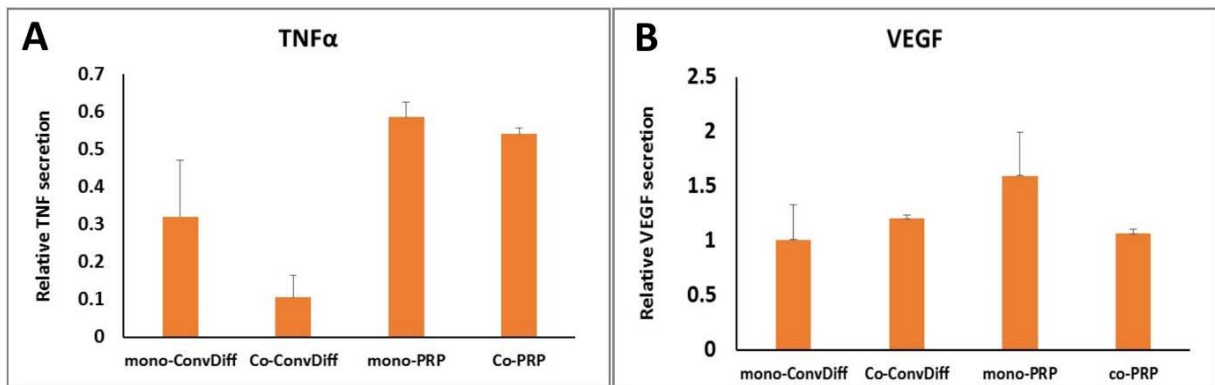 A
TNFα
Relative TNF secretion
0.7
0.6
0.5
0.4
0.3
0.2
0.1
0
mono-ConvDiff Co-ConvDiff mono-PRP Co-PRP
B
VEGF
Relative VEGF secretion
2.5
2
1.5
1
0.5
0
mono-ConvDiff Co-ConvDiff mono-PRP co-PRP